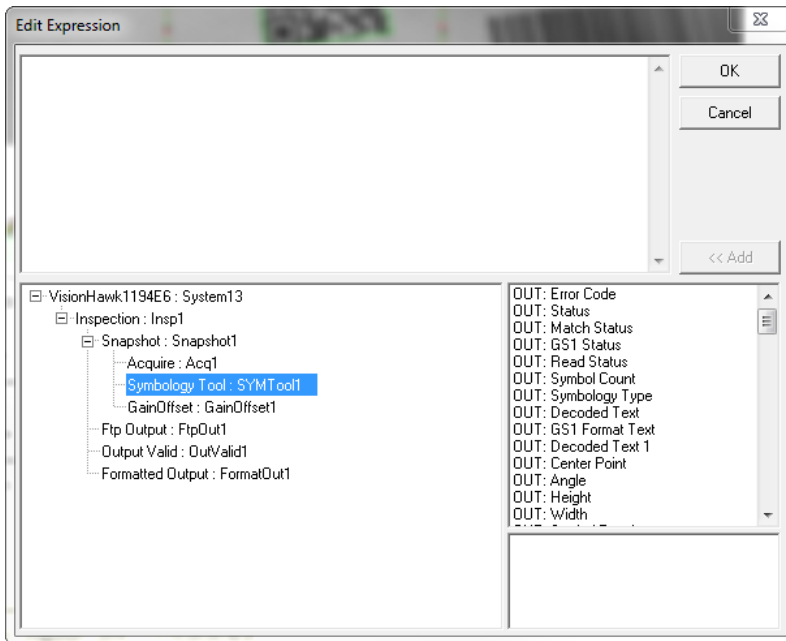 Edit Expression
OK
Cancel
<< Add
VisionHawk1194E6 : System13
Inspection : Insp1
Snapshot : Snapshot1
Acquire : Acq1
Symbology Tool : SYMTool1
GainOffset : GainOffset1
Ftp Output : FtpOut1
Output Valid : OutValid1
Formatted Output : FormatOut1
OUT: Error Code
OUT: Status
OUT: Match Status
OUT: GS1 Status
OUT: Read Status
OUT: Symbol Count
OUT: Symbology Type
OUT: Decoded Text
OUT: GS1 Format Text
OUT: Decoded Text 1
OUT: Center Point
OUT: Angle
OUT: Height
OUT: Width